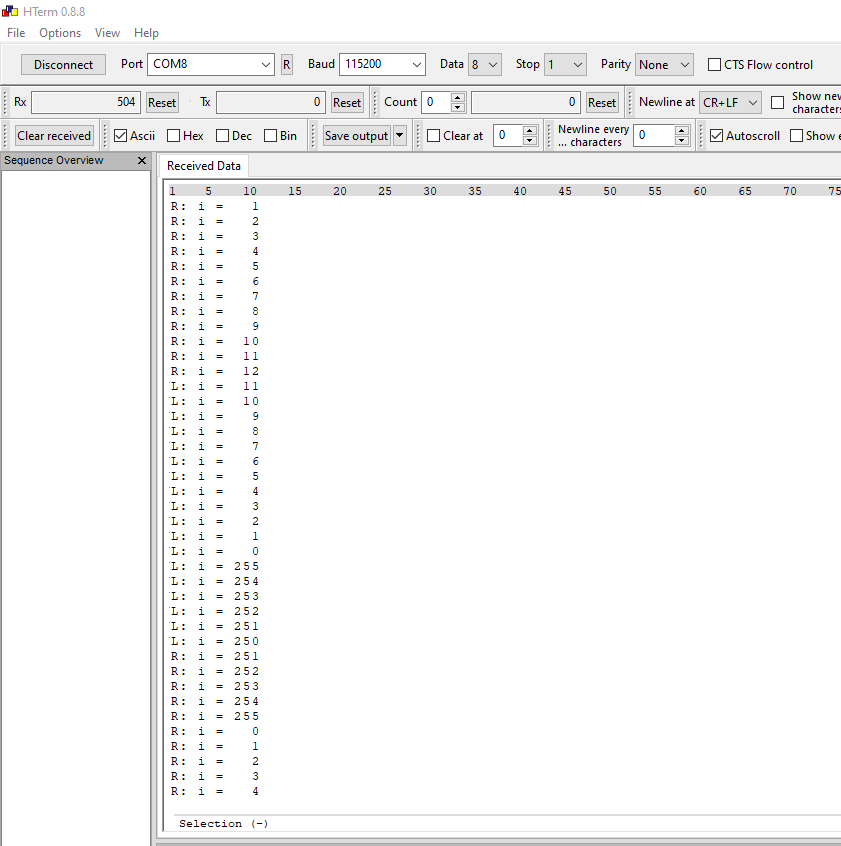 HTerm 0.8.8
File Options View Help
Disconnect Port COM8 R Baud 115200 Data 8 Stop 1 Parity None CTS Flow control
Rx 504 Reset Tx 0 Reset Count 0 0 Reset Newline at CR+LF Show new characters
Clear received Ascii Hex Dec Bin Save output Clear at 0 Newline every ... characters 0 Autoscroll Show
Sequence Overview
Received Data
1 5 10 15 20 25 30 35 40 45 50 55 60 65 70 75
R: i =   1
R: i =   2
R: i =   3
R: i =   4
R: i =   5
R: i =   6
R: i =   7
R: i =   8
R: i =   9
R: i =  10
R: i =  11
R: i =  12
L: i =  11
L: i =  10
L: i =   9
L: i =   8
L: i =   7
L: i =   6
L: i =   5
L: i =   4
L: i =   3
L: i =   2
L: i =   1
L: i =   0
L: i = 255
L: i = 254
L: i = 253
L: i = 252
L: i = 251
L: i = 250
R: i = 251
R: i = 252
R: i = 253
R: i = 254
R: i = 255
R: i =   0
R: i =   1
R: i =   2
R: i =   3
R: i =   4
Selection (-)